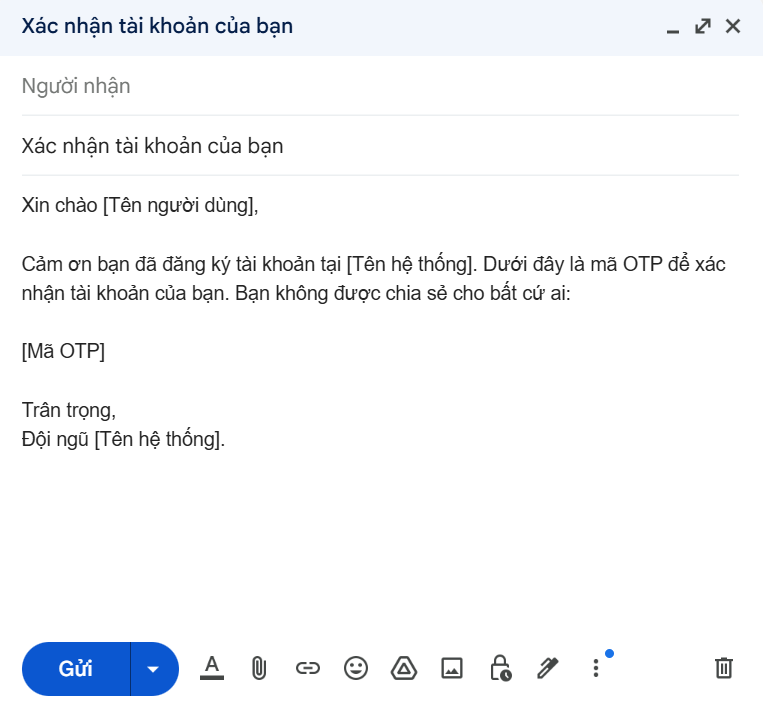 Xác nhận tài khoản của bạn
Người nhận
Xác nhận tài khoản của bạn
Xin chào [Tên người dùng],
Cảm ơn bạn đã đăng ký tài khoản tại [Tên hệ thống]. Dưới đây là mã OTP để xác
nhận tài khoản của bạn. Bạn không được chia sẻ cho bất cứ ai:
[Mã OTP]
Trân trọng,
Đội ngũ [Tên hệ thống].
Gửi
A